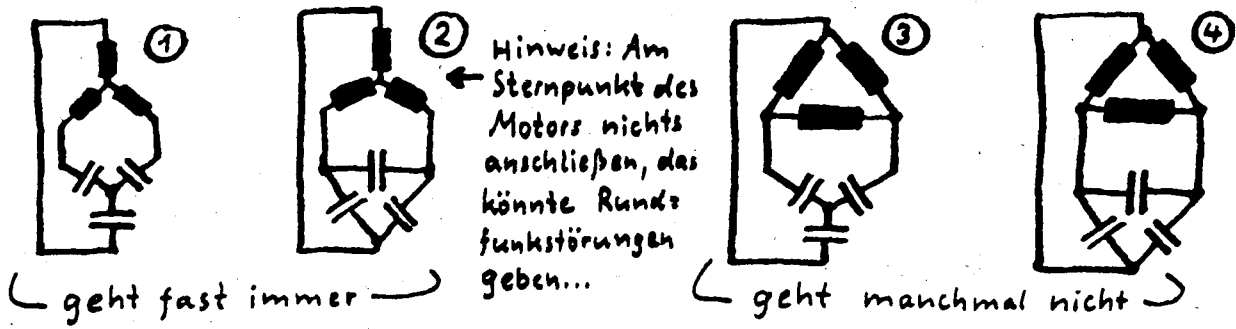 1
2
Hinweis: Am
Sternpunkt des
Motors nichts
anschließen, das
könnte Rund=
funkstörungen
geben...
3
4
geht fast immer
geht manchmal nicht